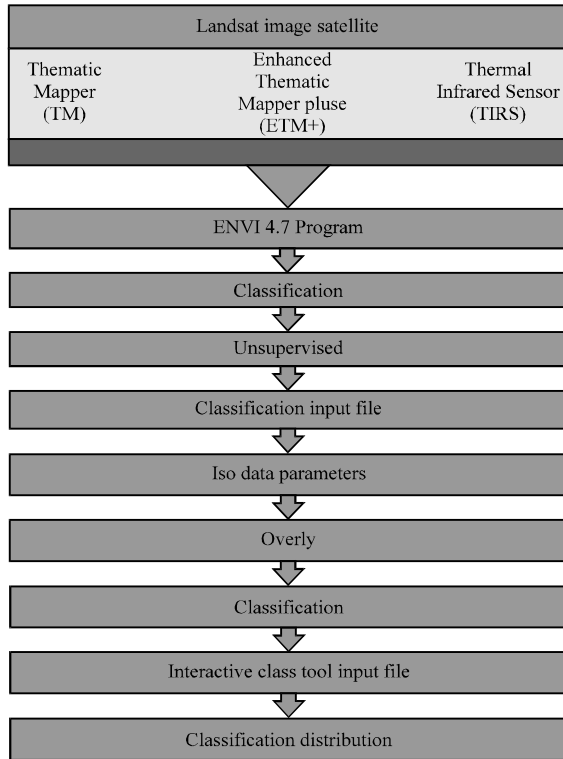 Landsat image satellite
Thematic
Mapper
(TM)
Enhanced
Thematic
Mapper pluse
(ETM+)
Thermal
Infrared Sensor
(TIRS)
ENVI 4.7 Program
Classification
Unsupervised
Classification input file
Iso data parameters
Overly
Classification
Interactive class tool input file
Classification distribution